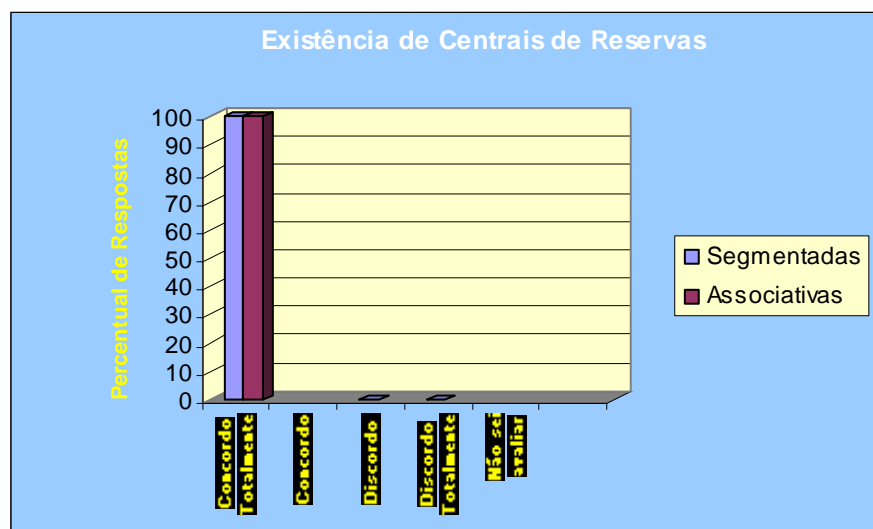 Existência de Centrais de Reservas
Percentual de Respostas
100
90
80
70
60
50
40
30
20
10
0
Concordo
Totalmente
Concordo
Discordo
Discordo
Totalmente
Não sei
avaliar
Segmentadas
Associativas